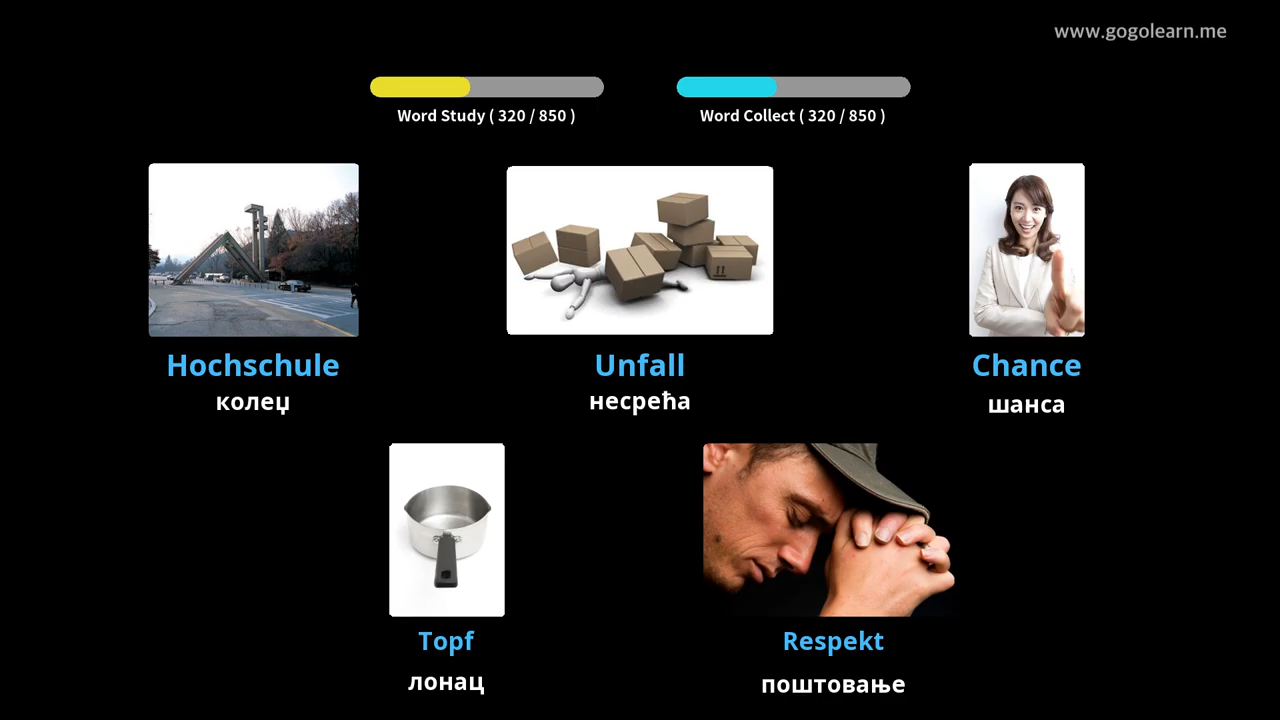 www.gogolearn.me
Word Study ( 320 / 850 )
Word Collect ( 320 / 850 )
Hochschule
колеџ
Unfall
несрећа
Chance
шанса
Topf
лонац
Respekt
поштовање